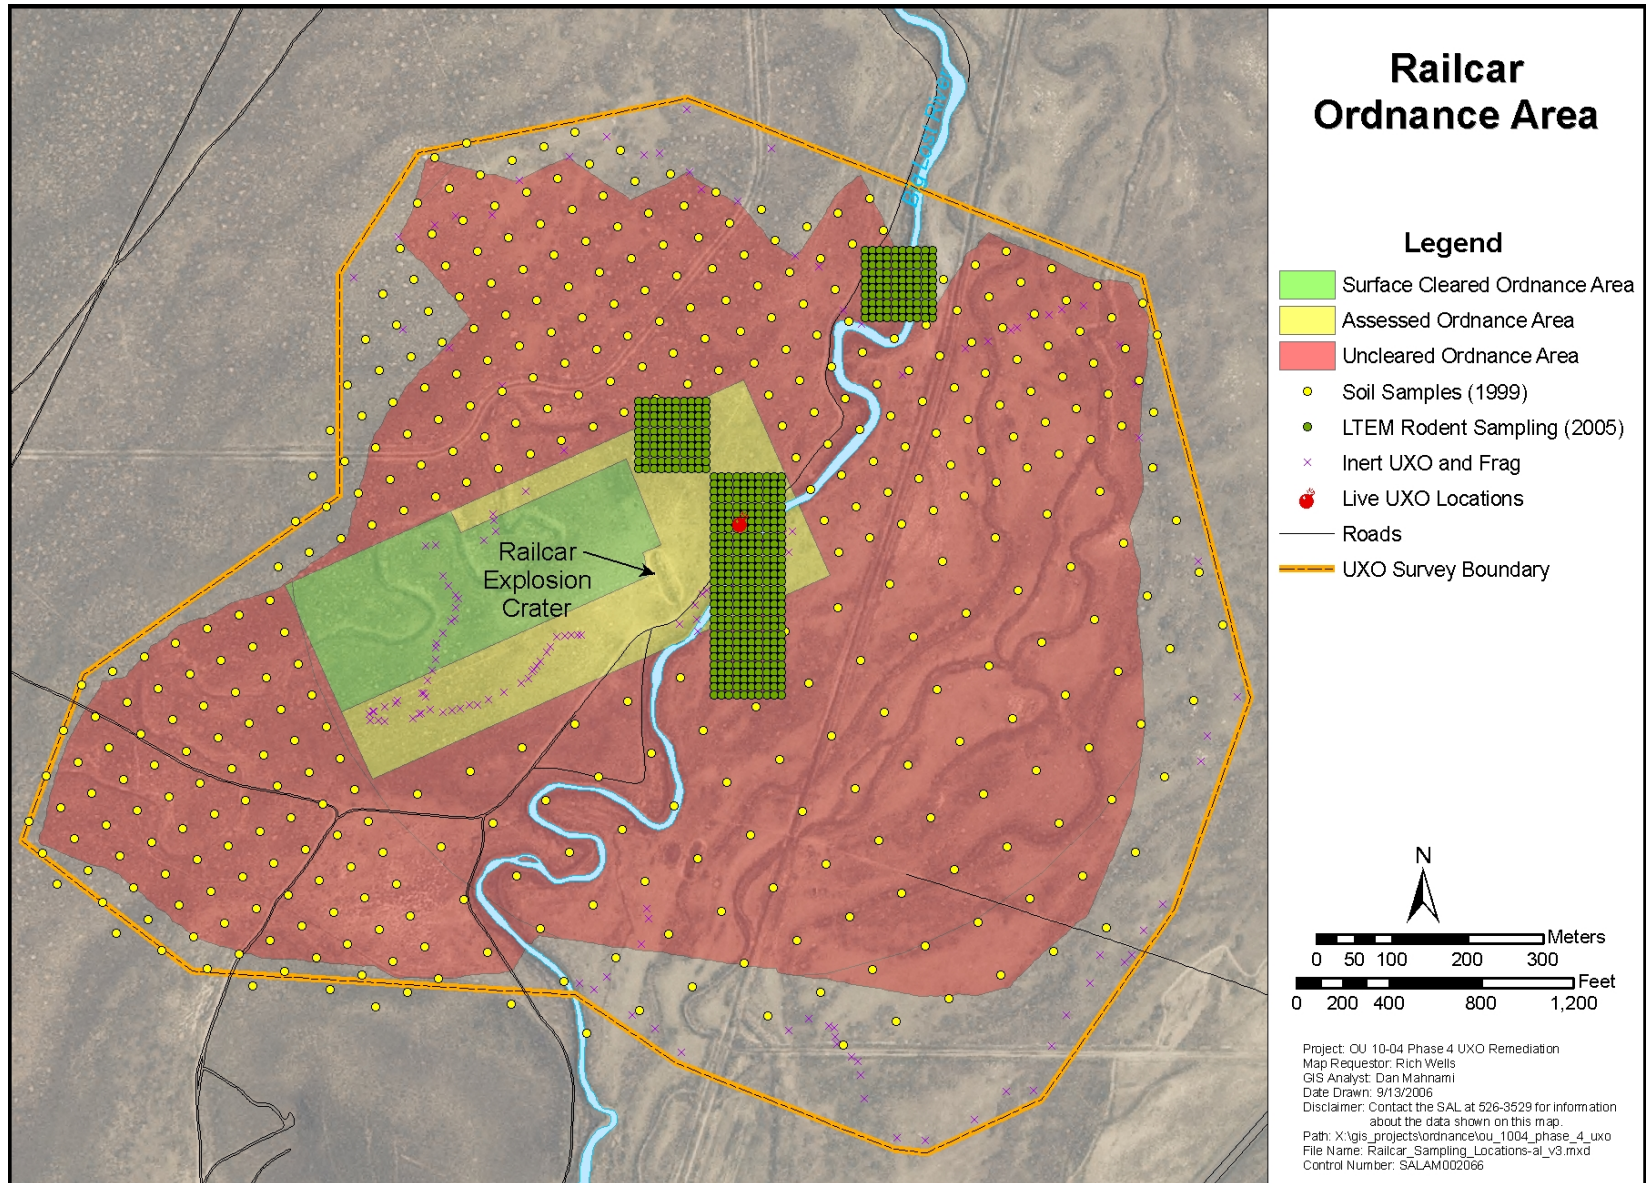 Railcar
Ordnance Area
Big Lost River
Railcar
Explosion
Crater
Legend
Surface Cleared Ordnance Area
Assessed Ordnance Area
Uncleared Ordnance Area
Soil Samples (1999)
LTEM Rodent Sampling (2005)
Inert UXO and Frag
Live UXO Locations
Roads
UXO Survey Boundary
N
Meters
0 50 100 200 300
Feet
0 200 400 800 1,200
Project: OU 10-04 Phase 4 UXO Remediation
Map Requestor: Rich Wells
GIS Analyst: Dan Mahnami
Date Drawn: 9/13/2006
Disclaimer: Contact the SAL at 526-3529 for information
about the data shown on this map.
Path: X:\gis_projects\ordnance\ou_1004_phase_4_uxo
File Name: Railcar_Sampling_Locations-al_v3.mxd
Control Number: SALAM002066